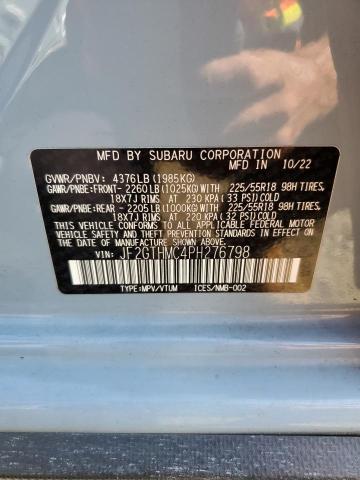 MFD. BY SUBARU CORPORATION
MADE IN 10/22
GVWR/PNBV: 4376LB(1985KG)
GAWR/PNBE:FRONT- 2260LB(1025KG)WITH 225/55R18 98H TIRES,
18X7J RIMS AT 230 KPA(33 PSI)COLD
GAWR/PNBE:REAR - 2205LB(1000KG)WITH 225/55R18 98H TIRES,
18X7J RIMS AT 220 KPA(32 PSI)COLD
THIS VEHICLE CONFORMS TO ALL APPLICABLE FEDERAL MOTOR
VEHICLE SAFETY AND THEFT PREVENTION STANDARDS IN EFFECT
ON THE DATE OF MANUFACTURE SHOWN ABOVE.
VIN: JF2GTHMC4PH276798
TYPE:MPV/VTUM ICES/NMB-002